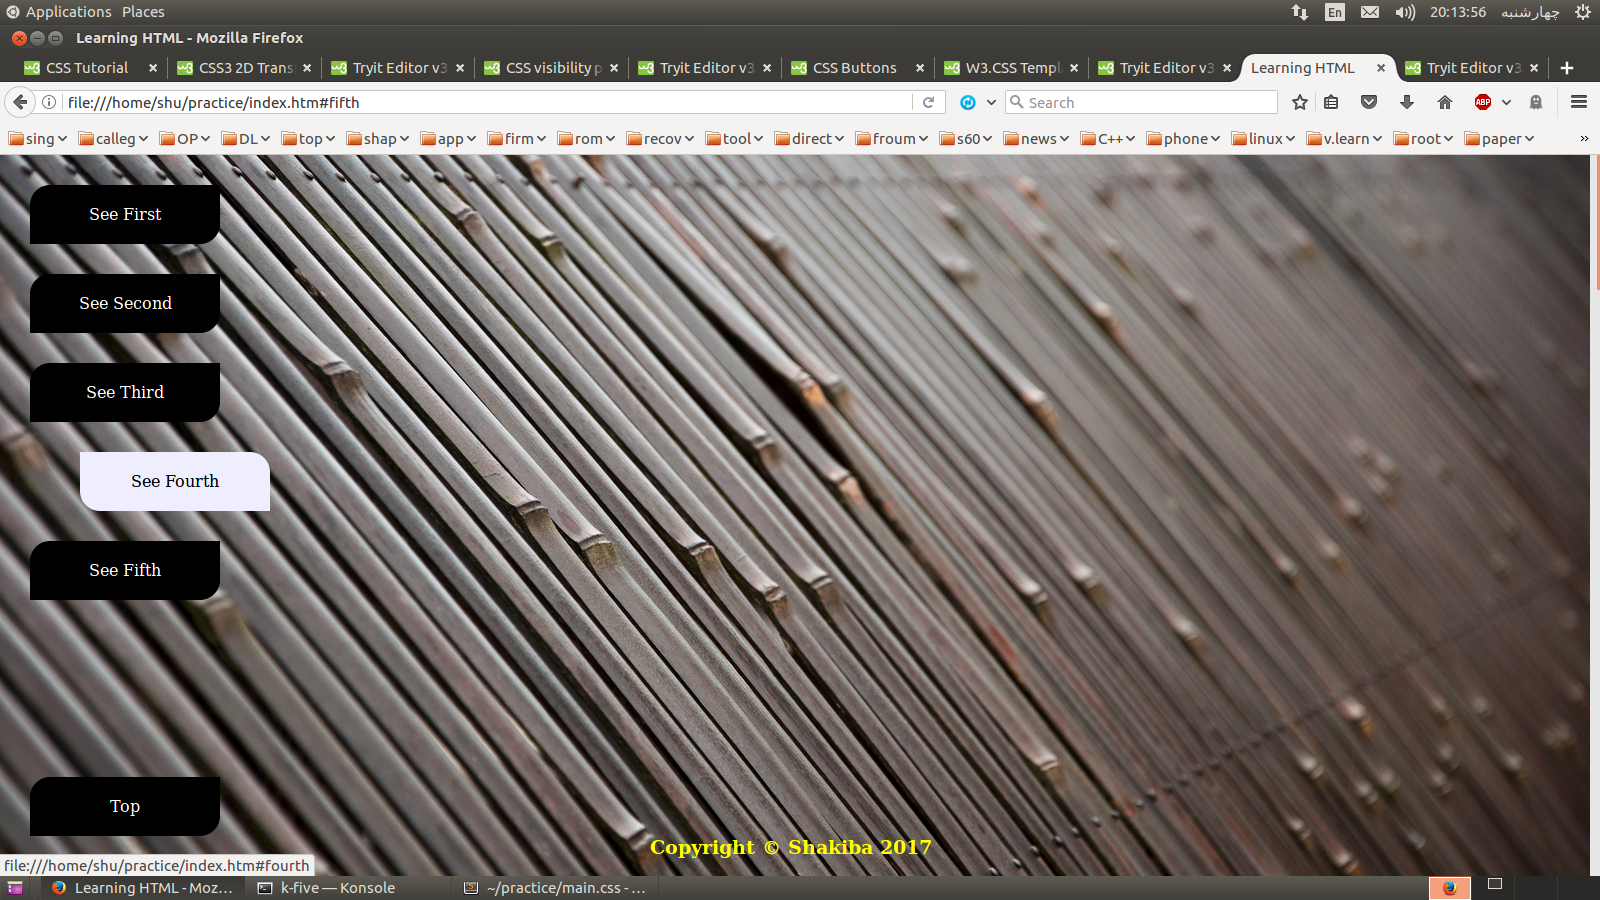 Applications Places En 20:13:56 چهارشنبه
Learning HTML - Mozilla Firefox
CSS Tutorial CSS3 2D Trans Tryit Editor v3 CSS visibility p Tryit Editor v3 CSS Buttons W3.CSS Templ Tryit Editor v3 Learning HTML Tryit Editor v3
file:///home/shu/practice/index.htm#fifth Search ABP
sing calleg OP DL top shap app firm rom recov tool direct froum s60 news C++ phone linux v.learn root paper »
See First
See Second
See Third
See Fourth
See Fifth
Top
Copyright © Shakiba 2017
file:///home/shu/practice/index.htm#fourth
Learning HTML - Moz... k-five — Konsole ~/practice/main.css - ...